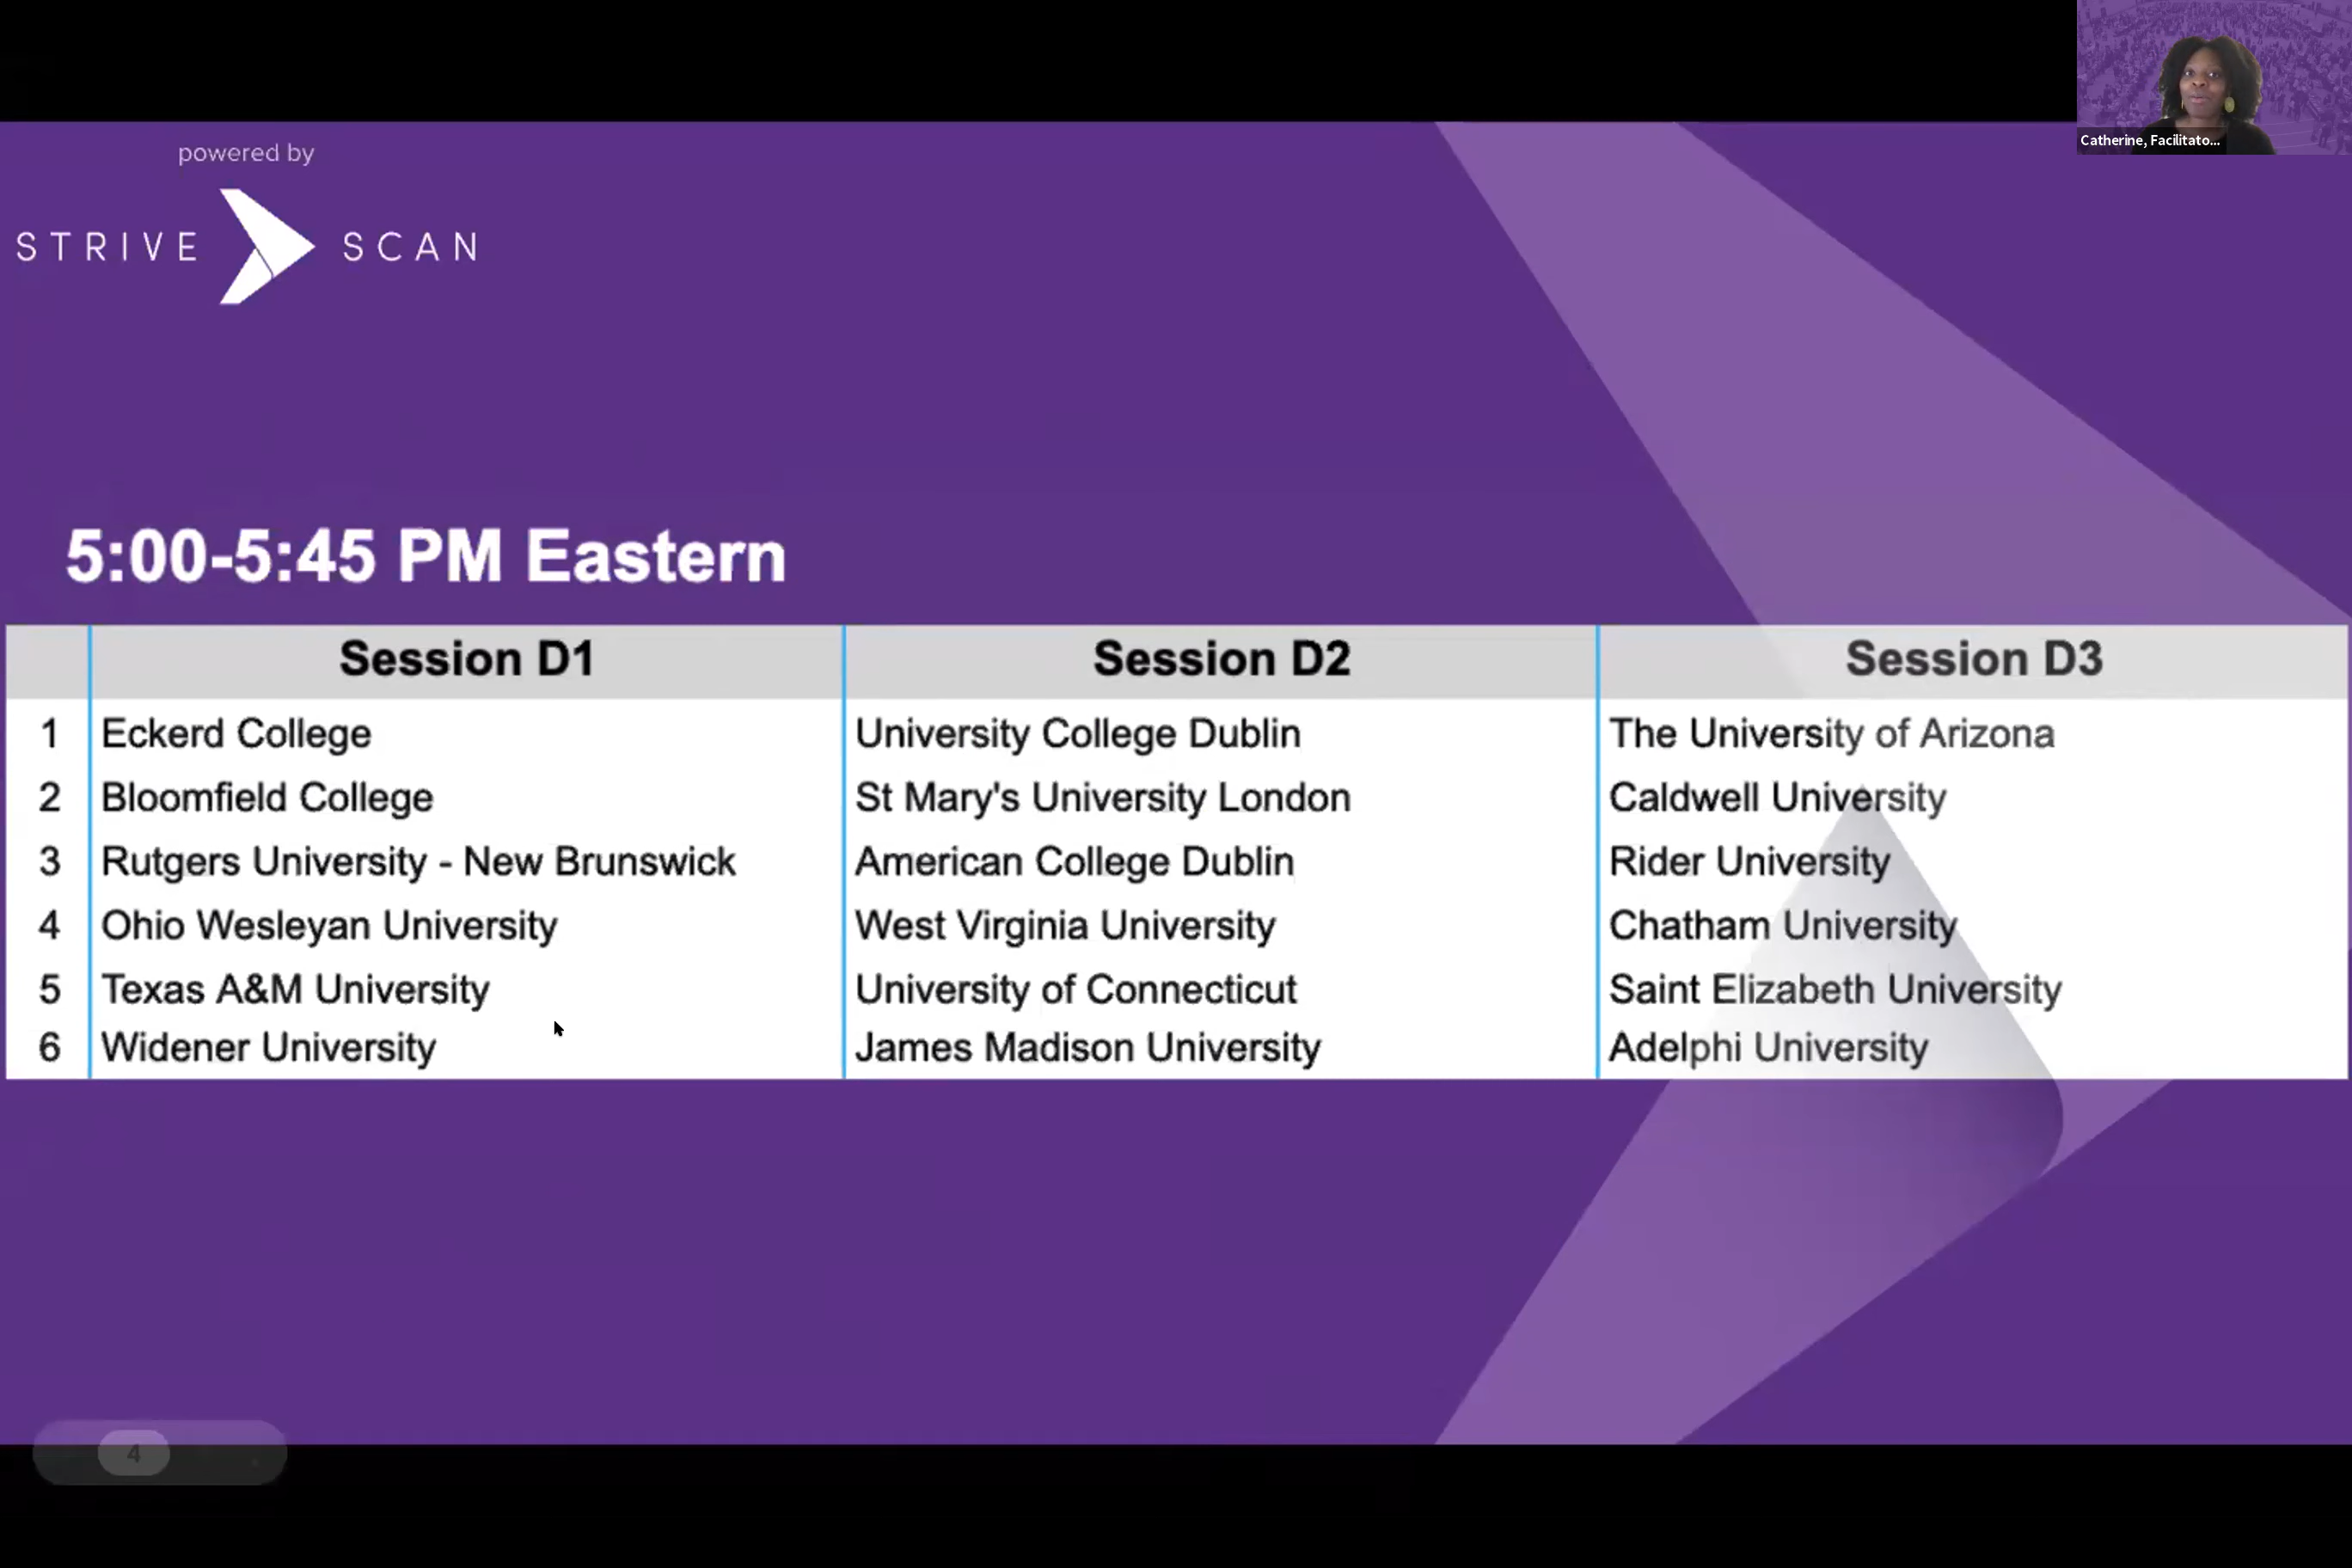 Catherine, Facilitato...
powered by
STRIVE SCAN
5:00-5:45 PM Eastern
Session D1 Session D2 Session D3
1 Eckerd College University College Dublin The University of Arizona
2 Bloomfield College St Mary's University London Caldwell University
3 Rutgers University - New Brunswick American College Dublin Rider University
4 Ohio Wesleyan University West Virginia University Chatham University
5 Texas A&M University University of Connecticut Saint Elizabeth University
6 Widener University James Madison University Adelphi University
4